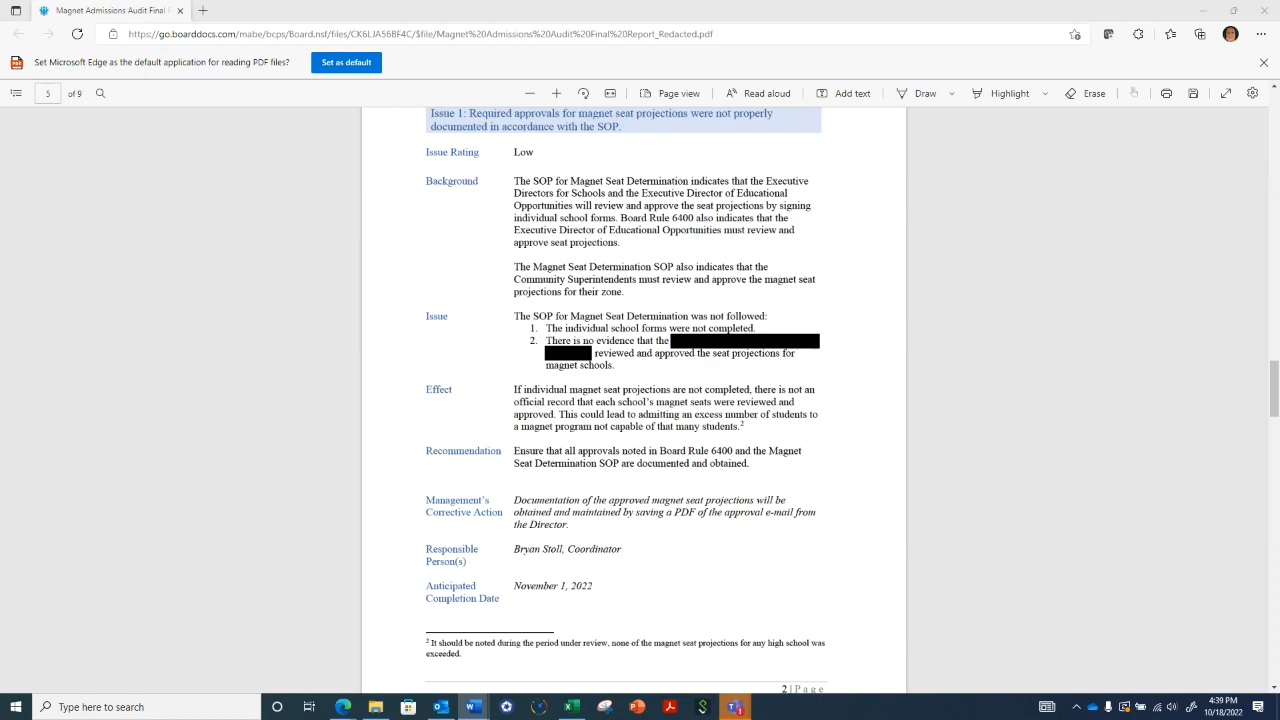 Magnet Admissions Audit Final
https://go.boarddocs.com/mabe/bcps/Board.nsf/files/CK6LJA56BF4C/$file/Magnet%20Admissions%20Audit%20Final%20Report_Redacted.pdf
Set Microsoft Edge as the default application for reading PDF files?
Set as default
5 of 9
Page view
Read aloud
Add text
Draw
Highlight
Erase
Issue 1: Required approvals for magnet seat projections were not properly
documented in accordance with the SOP.
Issue Rating
Low
Background
The SOP for Magnet Seat Determination indicates that the Executive
Directors for Schools and the Executive Director of Educational
Opportunities will review and approve the seat projections by signing
individual school forms. Board Rule 6400 also indicates that the
Executive Director of Educational Opportunities must review and
approve seat projections.
The Magnet Seat Determination SOP also indicates that the
Community Superintendents must review and approve the magnet seat
projections for their zone.
Issue
The SOP for Magnet Seat Determination was not followed:
1. The individual school forms were not completed.
2. There is no evidence that the
reviewed and approved the seat projections for
magnet schools.
Effect
If individual magnet seat projections are not completed, there is not an
official record that each school's magnet seats were reviewed and
approved. This could lead to admitting an excess number of students to
a magnet program not capable of that many students.2
Recommendation
Ensure that all approvals noted in Board Rule 6400 and the Magnet
Seat Determination SOP are documented and obtained.
Management's
Corrective Action
Documentation of the approved magnet seat projections will be
obtained and maintained by saving a PDF of the approval e-mail from
the Director.
Responsible
Person(s)
Bryan Stoll, Coordinator
Anticipated
Completion Date
November 1, 2022
2 It should be noted during the period under review, none of the magnet seat projections for any high school was
exceeded.
2 | P a g e
Type here to search
4:39 PM
10/18/2022